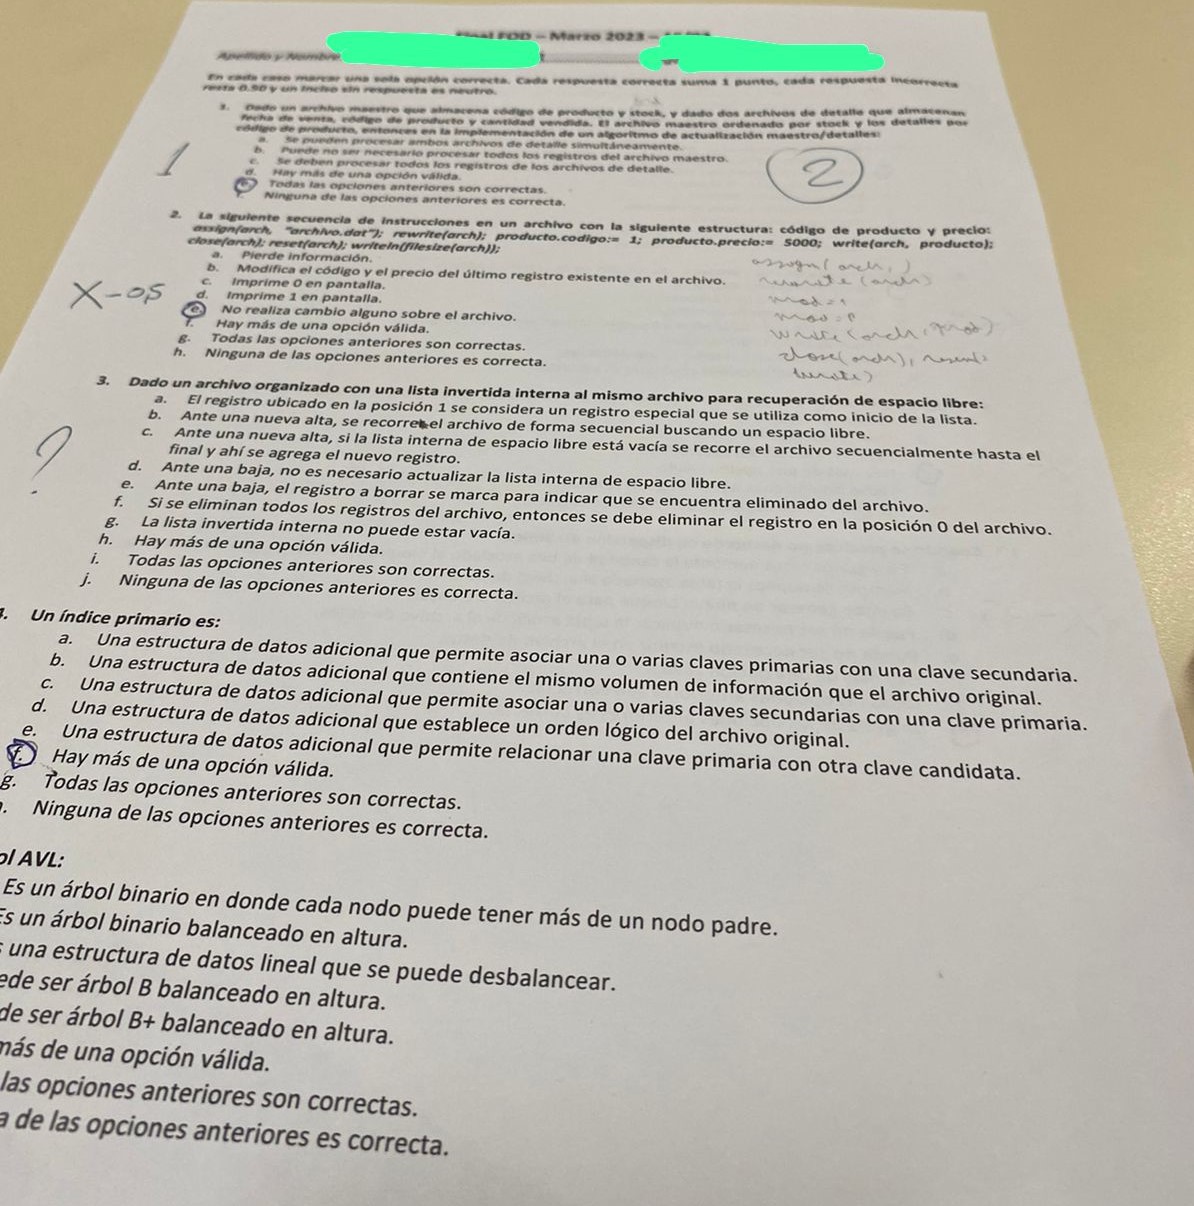 Final FOD – Marzo 2023 –
Apellido y Nombre
En cada caso marcar una sola opción correcta. Cada respuesta correcta suma 1 punto, cada respuesta incorrecta
resta 0.50 y un inciso sin respuesta es neutro.
1. Dado un archivo maestro que almacena código de producto y stock, y dado dos archivos de detalle que almacenan
fecha de venta, código de producto y cantidad vendida. El archivo maestro ordenado por stock y los detalles por
código de producto, entonces en la implementación de un algoritmo de actualización maestro/detalles:
a. Se pueden procesar ambos archivos de detalle simultáneamente.
b. Puede no ser necesario procesar todos los registros del archivo maestro.
c. Se deben procesar todos los registros de los archivos de detalle.
d. Hay más de una opción válida.
e. Todas las opciones anteriores son correctas.
f. Ninguna de las opciones anteriores es correcta.
1
2
2. La siguiente secuencia de instrucciones en un archivo con la siguiente estructura: código de producto y precio:
assign(arch, "archivo.dat"); rewrite(arch); producto.codigo:= 1; producto.precio:= 5000; write(arch, producto);
close(arch); reset(arch); writeln(filesize(arch));
a. Pierde información.
b. Modifica el código y el precio del último registro existente en el archivo.
c. Imprime 0 en pantalla.
d. Imprime 1 en pantalla.
e. No realiza cambio alguno sobre el archivo.
f. Hay más de una opción válida.
g. Todas las opciones anteriores son correctas.
h. Ninguna de las opciones anteriores es correcta.
X-05
assign(arch, )
rewrite(arch)
write(arch, prod)
close(arch),
3. Dado un archivo organizado con una lista invertida interna al mismo archivo para recuperación de espacio libre:
a. El registro ubicado en la posición 1 se considera un registro especial que se utiliza como inicio de la lista.
b. Ante una nueva alta, se recorre el archivo de forma secuencial buscando un espacio libre.
c. Ante una nueva alta, si la lista interna de espacio libre está vacía se recorre el archivo secuencialmente hasta el
final y ahí se agrega el nuevo registro.
d. Ante una baja, no es necesario actualizar la lista interna de espacio libre.
e. Ante una baja, el registro a borrar se marca para indicar que se encuentra eliminado del archivo.
f. Si se eliminan todos los registros del archivo, entonces se debe eliminar el registro en la posición 0 del archivo.
g. La lista invertida interna no puede estar vacía.
h. Hay más de una opción válida.
i. Todas las opciones anteriores son correctas.
j. Ninguna de las opciones anteriores es correcta.
?
4. Un índice primario es:
a. Una estructura de datos adicional que permite asociar una o varias claves primarias con una clave secundaria.
b. Una estructura de datos adicional que contiene el mismo volumen de información que el archivo original.
c. Una estructura de datos adicional que permite asociar una o varias claves secundarias con una clave primaria.
d. Una estructura de datos adicional que establece un orden lógico del archivo original.
e. Una estructura de datos adicional que permite relacionar una clave primaria con otra clave candidata.
f. Hay más de una opción válida.
g. Todas las opciones anteriores son correctas.
. Ninguna de las opciones anteriores es correcta.
ol AVL:
Es un árbol binario en donde cada nodo puede tener más de un nodo padre.
Es un árbol binario balanceado en altura.
s una estructura de datos lineal que se puede desbalancear.
ede ser árbol B balanceado en altura.
de ser árbol B+ balanceado en altura.
más de una opción válida.
las opciones anteriores son correctas.
a de las opciones anteriores es correcta.